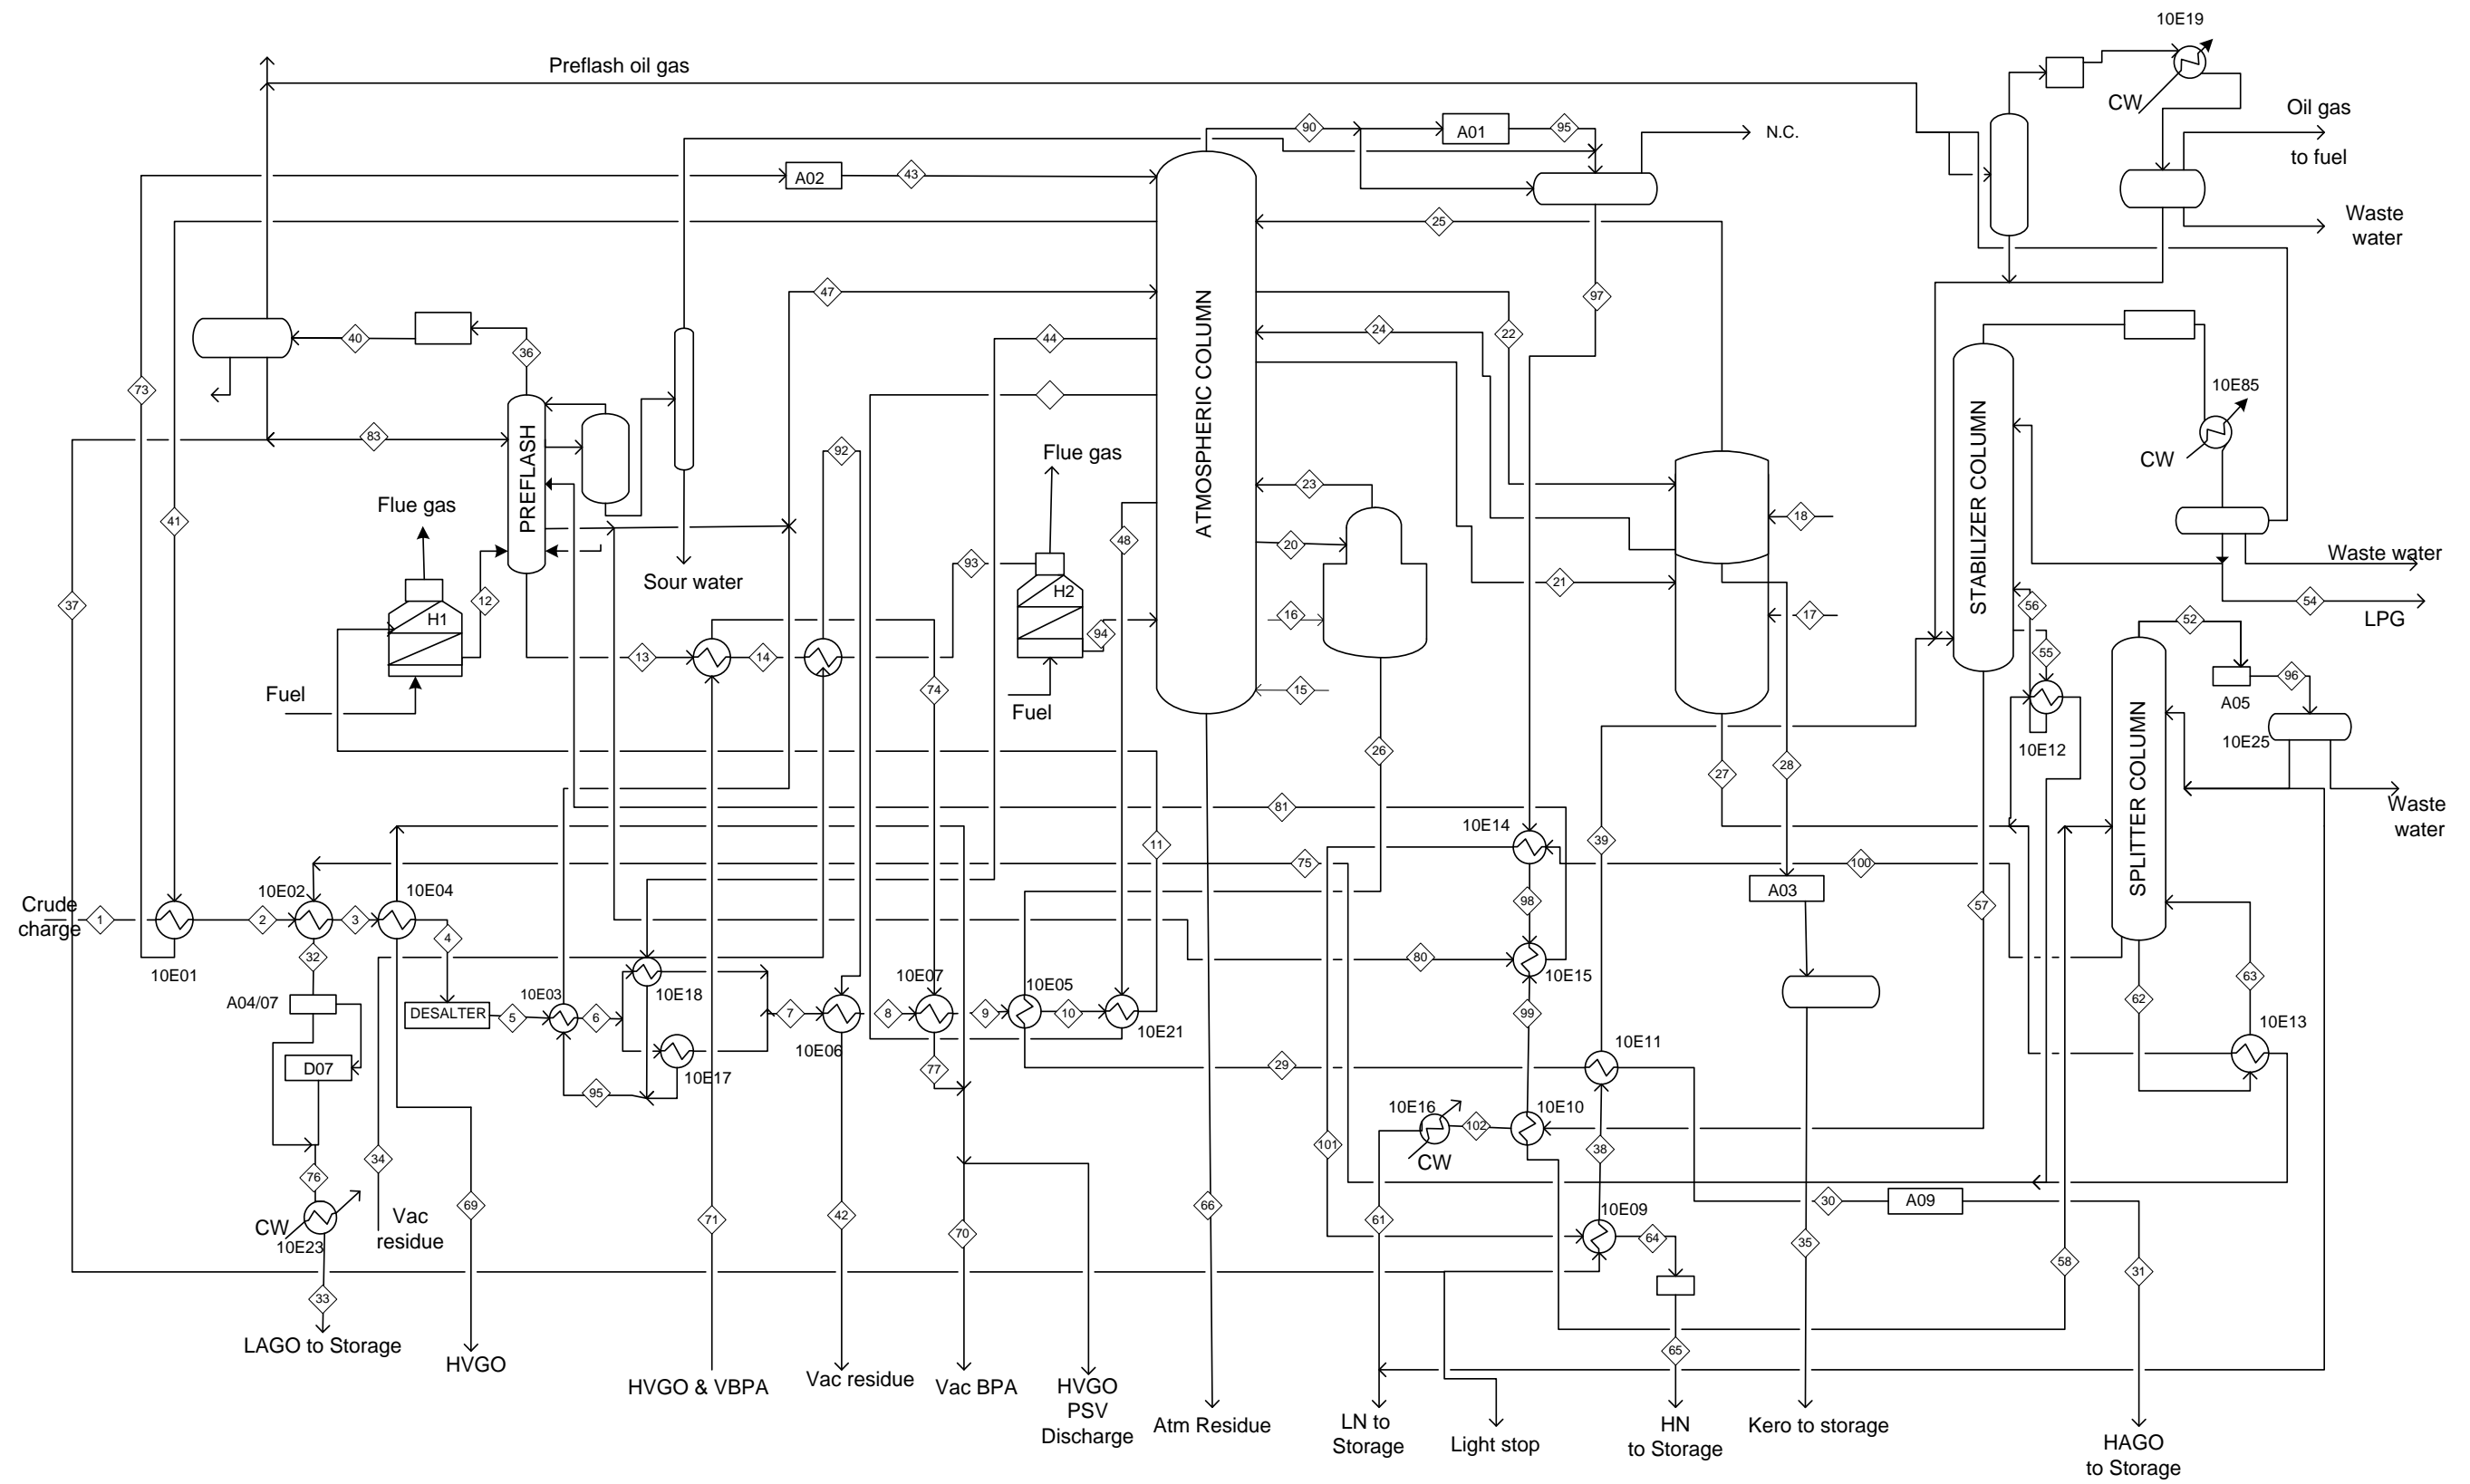 10E19
Preflash oil gas
CW
Oil gas
to fuel
90
A01
95
N.C.
A02
43
Waste
water
25
47
97
22
24
44
40
36
73
10E85
83
92
Flue gas
CW
ATMOSPHERIC COLUMN
PREFLASH
STABILIZER COLUMN
23
Flue gas
41
18
48
20
Waste water
Sour water
93
21
37
12
H1
H2
16
17
56
54
LPG
52
94
13
14
55
96
Fuel
74
15
Fuel
A05
10E25
10E12
26
27
28
SPLITTER COLUMN
81
Waste
water
10E14
39
11
75
100
10E02
10E04
A03
Crude
charge
1
2
3
98
57
4
32
80
10E15
10E01
63
A04/07
10E03
10E18
10E07
10E05
62
DESALTER
5
6
7
8
9
10
99
10E21
10E13
10E06
10E11
D07
77
29
10E17
95
10E16
102
10E10
CW
101
38
34
76
30
A09
69
66
CW
10E23
Vac
residue
71
42
70
61
10E09
64
35
58
31
33
LAGO to Storage
HVGO
65
HVGO & VBPA
Vac residue
Vac BPA
HVGO
PSV
Discharge
Atm Residue
LN to
Storage
Light stop
HN
to Storage
Kero to storage
HAGO
to Storage